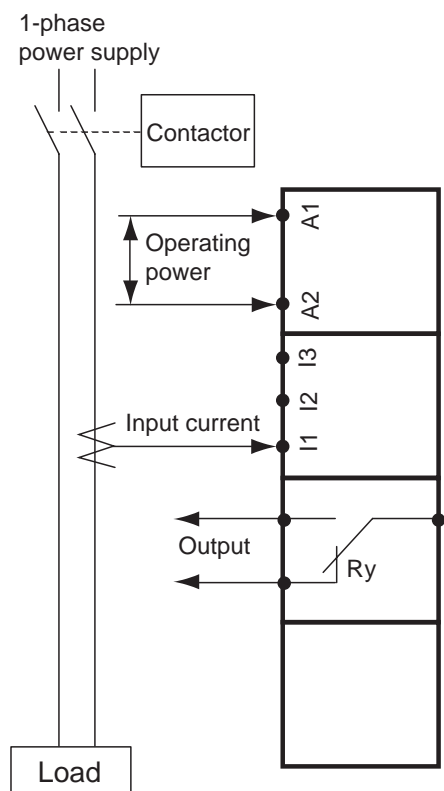 1-phase
power supply
Contactor
A1
Operating
power
A2
I3
I2
Input current
I1
Output
Ry
Load